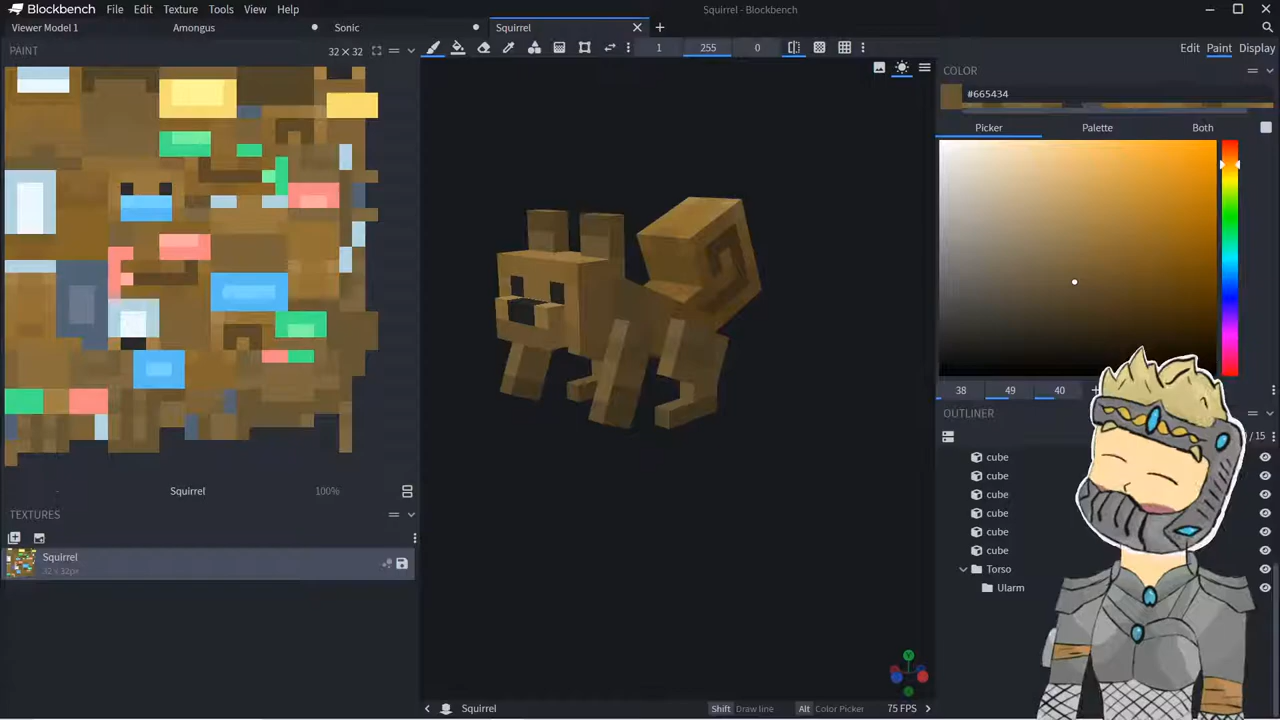 Blockbench File Edit Texture Tools View Help
Squirrel - Blockbench
Viewer Model 1 Amongus Sonic Squirrel
PAINT 32 × 32
1 255 0
Edit Paint Display
COLOR
#665434
Picker Palette Both
38 49 40
OUTLINER
/ 15
cube
cube
cube
cube
cube
cube
Torso
Ularm
- Squirrel 100%
TEXTURES
Squirrel
32 x 32px
Squirrel
Shift Draw line Alt Color Picker 75 FPS